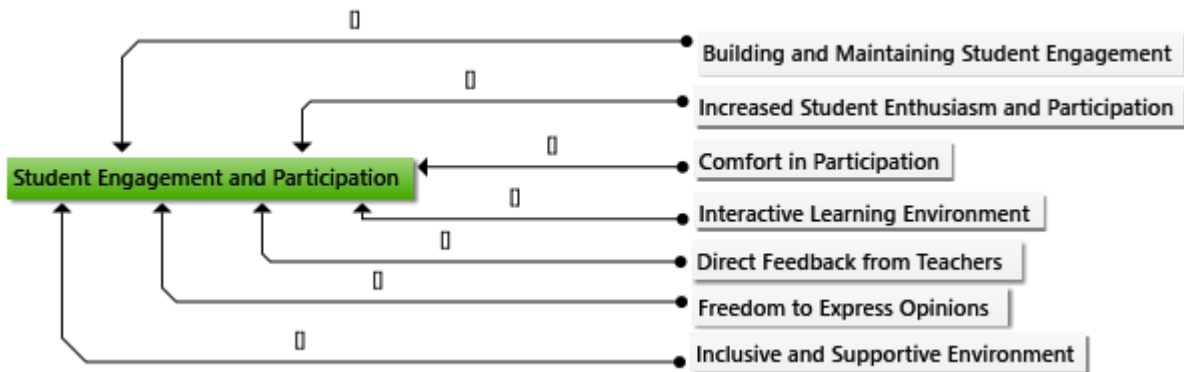 []
Building and Maintaining Student Engagement
[]
Increased Student Enthusiasm and Participation
[]
Comfort in Participation
Student Engagement and Participation
[]
Interactive Learning Environment
[]
Direct Feedback from Teachers
[]
Freedom to Express Opinions
[]
Inclusive and Supportive Environment